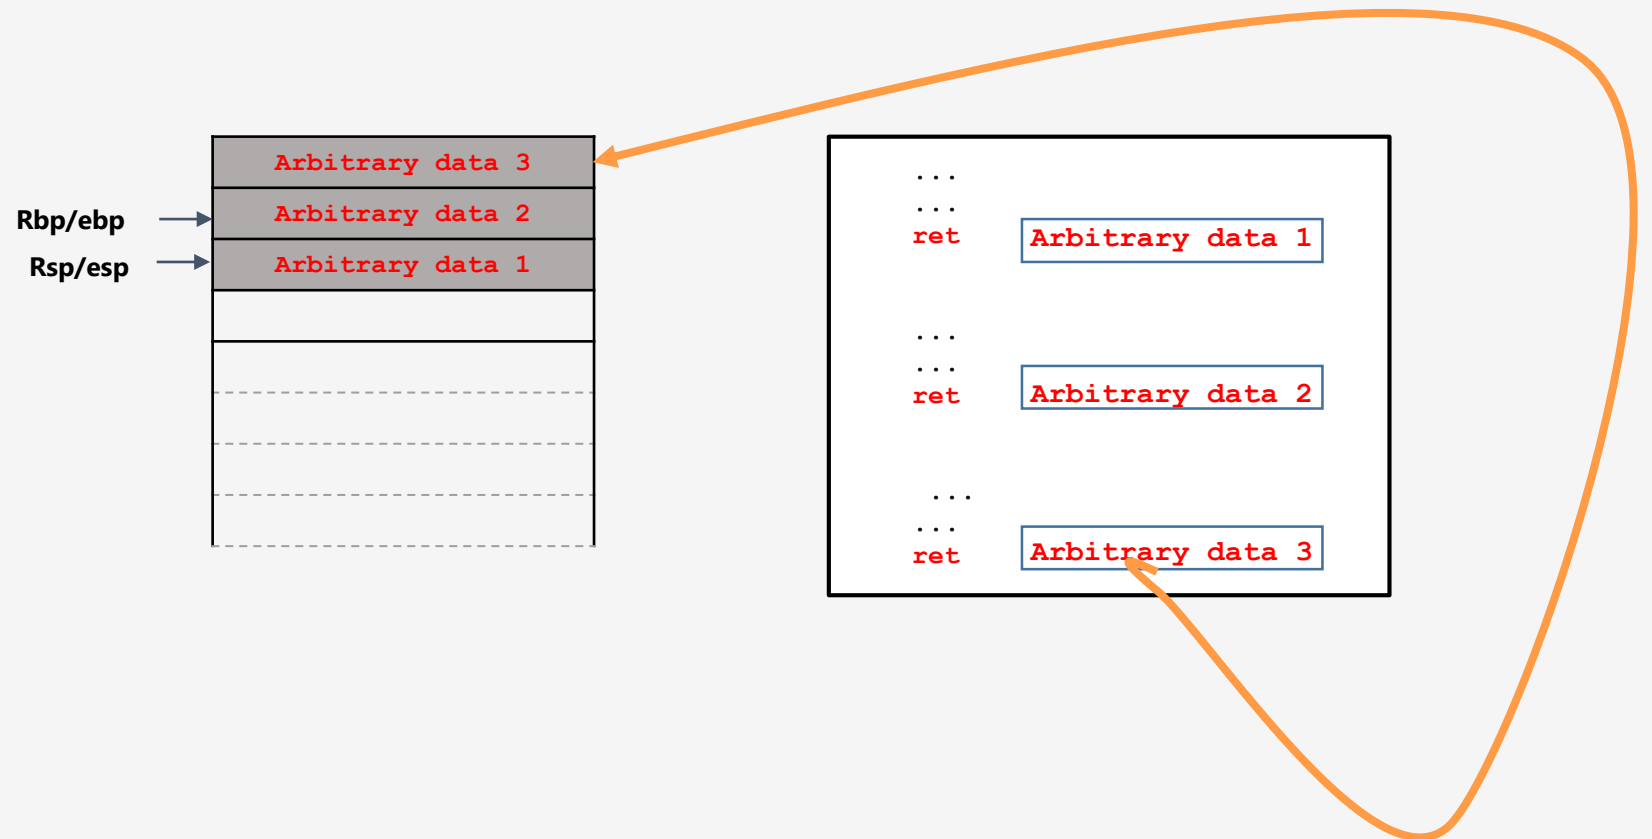 Arbitrary data 3
Rbp/ebp
Arbitrary data 2
Rsp/esp
Arbitrary data 1
...
...
ret
Arbitrary data 1
...
...
ret
Arbitrary data 2
...
...
ret
Arbitrary data 3